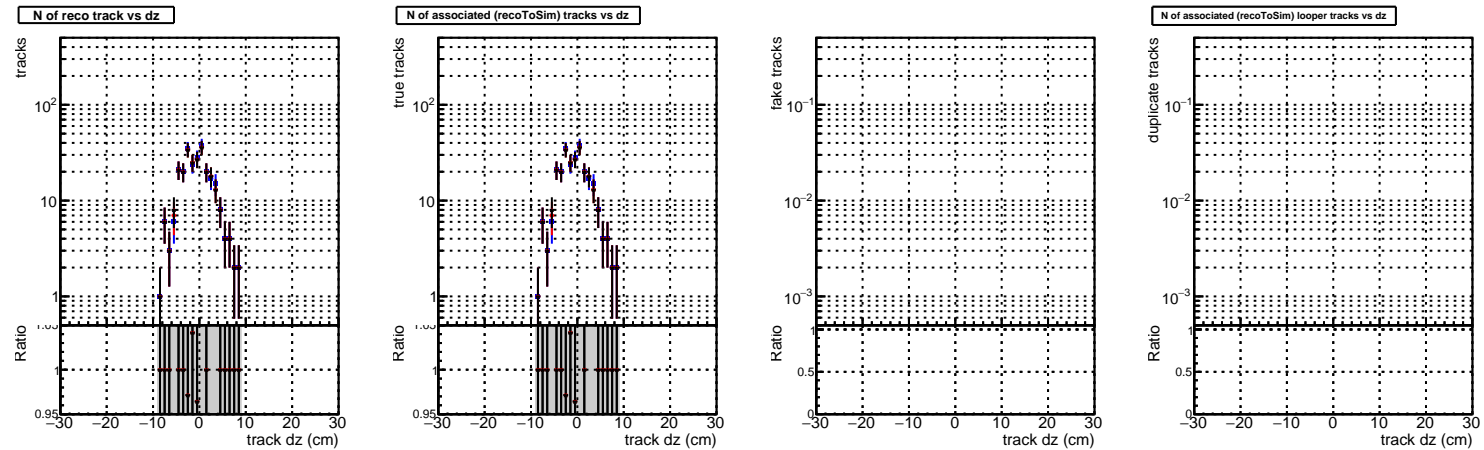 N of reco track vs dz
tracks
10²
10
1
Ratio
1.05
1
0.95
−30 −20 −10 0 10 20 30
track dz (cm)
N of associated (recoToSim) tracks vs dz
true tracks
10²
10
1
Ratio
1.05
1
0.95
−30 −20 −10 0 10 20 30
track dz (cm)
fake tracks
10⁻¹
10⁻²
10⁻³
Ratio
1
0.5
0
−30 −20 −10 0 10 20 30
track dz (cm)
N of associated (recoToSim) looper tracks vs dz
duplicate tracks
10⁻¹
10⁻²
10⁻³
Ratio
1
0.5
0
−30 −20 −10 0 10 20 30
track dz (cm)